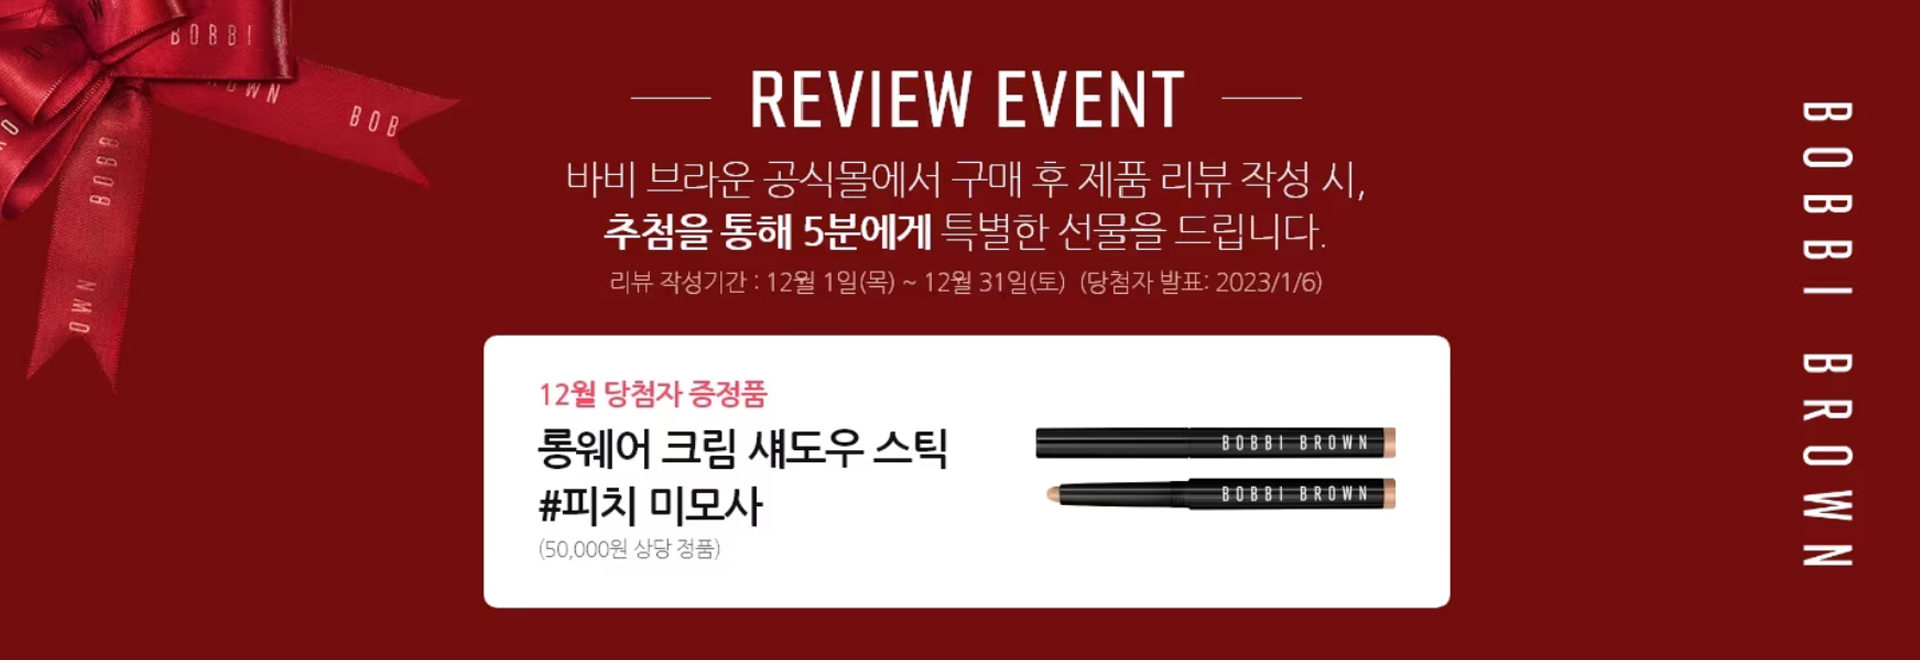 BOBBI
OWN
BOB
BOBB
OWN
REVIEW EVENT
바비 브라운 공식몰에서 구매 후 제품 리뷰 작성 시,
추첨을 통해 5분에게 특별한 선물을 드립니다.
리뷰 작성기간 : 12월 1일(목) ~ 12월 31일(토) (당첨자 발표: 2023/1/6)
12월 당첨자 증정품
롱웨어 크림 섀도우 스틱
#피치 미모사
(50,000원 상당 정품)
BOBBI BROWN
BOBBI BROWN
BOBBI BROWN